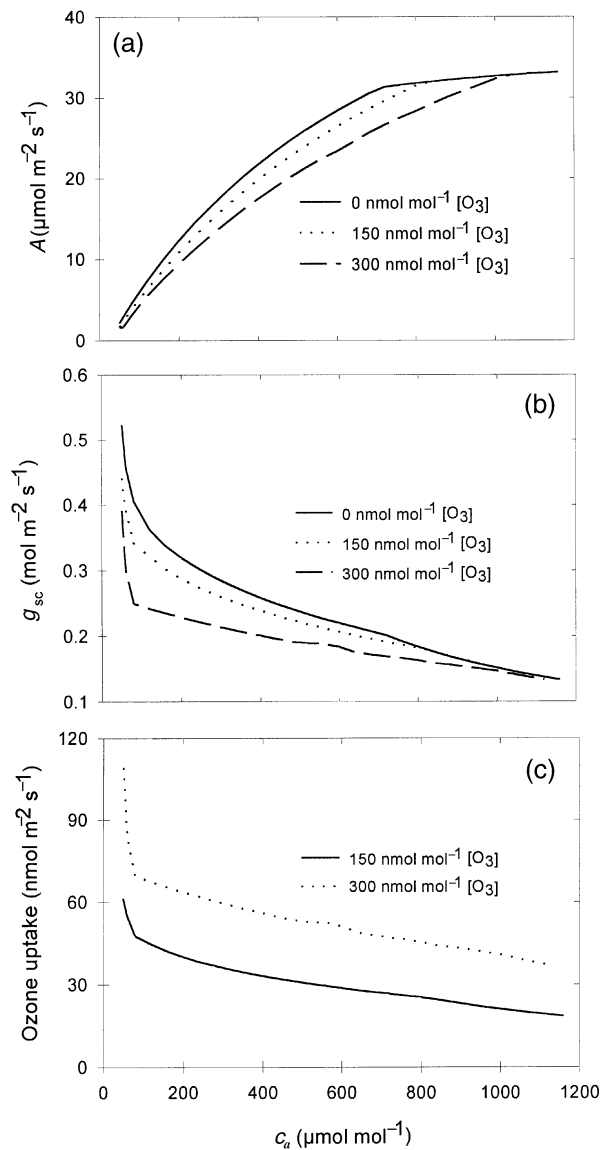 40
(a)
30
A(µmol m⁻² s⁻¹)
20
0 nmol mol⁻¹ [O₃]
150 nmol mol⁻¹ [O₃]
10
300 nmol mol⁻¹ [O₃]
0
0.6
(b)
0.5
g sc (mol m⁻² s⁻¹)
0.4
0 nmol mol⁻¹ [O₃]
150 nmol mol⁻¹ [O₃]
0.3
300 nmol mol⁻¹ [O₃]
0.2
0.1
120
(c)
Ozone uptake (nmol m⁻² s⁻¹)
90
150 nmol mol⁻¹ [O₃]
300 nmol mol⁻¹ [O₃]
60
30
0
0 200 400 600 800 1000 1200
cₐ (µmol mol⁻¹)